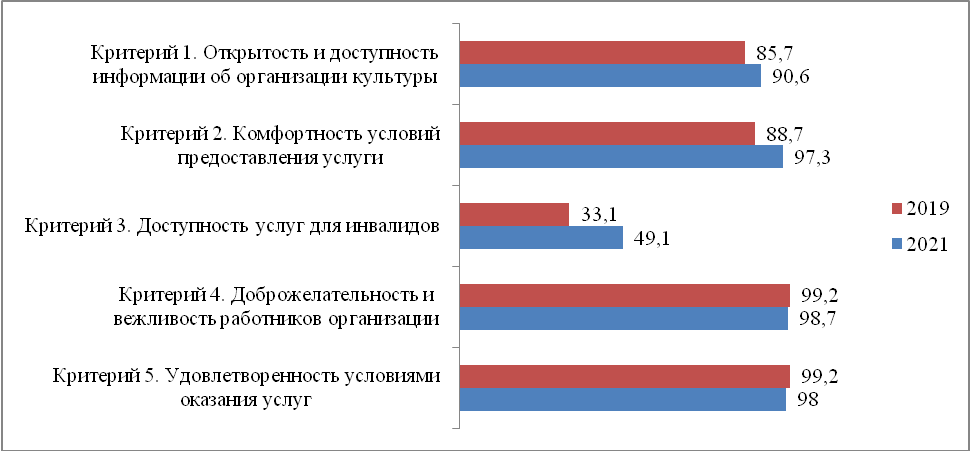 Критерий 1. Открытость и доступность
информации об организации культуры
85,7
90,6
Критерий 2. Комфортность условий
предоставления услуги
88,7
97,3
Критерий 3. Доступность услуг для инвалидов
33,1
49,1
Критерий 4. Доброжелательность и
вежливость работников организации
99,2
98,7
Критерий 5. Удовлетворенность условиями
оказания услуг
99,2
98
2019
2021